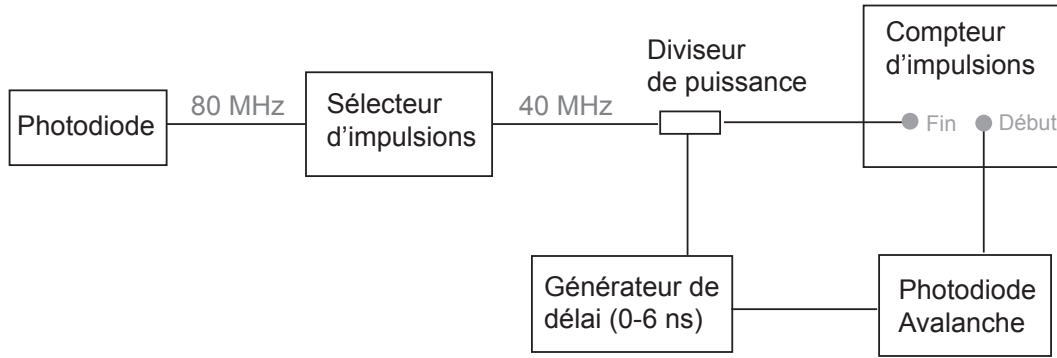 Photodiode
80 MHz
Sélecteur
d’impulsions
40 MHz
Diviseur
de puissance
Compteur
d’impulsions
Fin
Début
Générateur de
délai (0-6 ns)
Photodiode
Avalanche